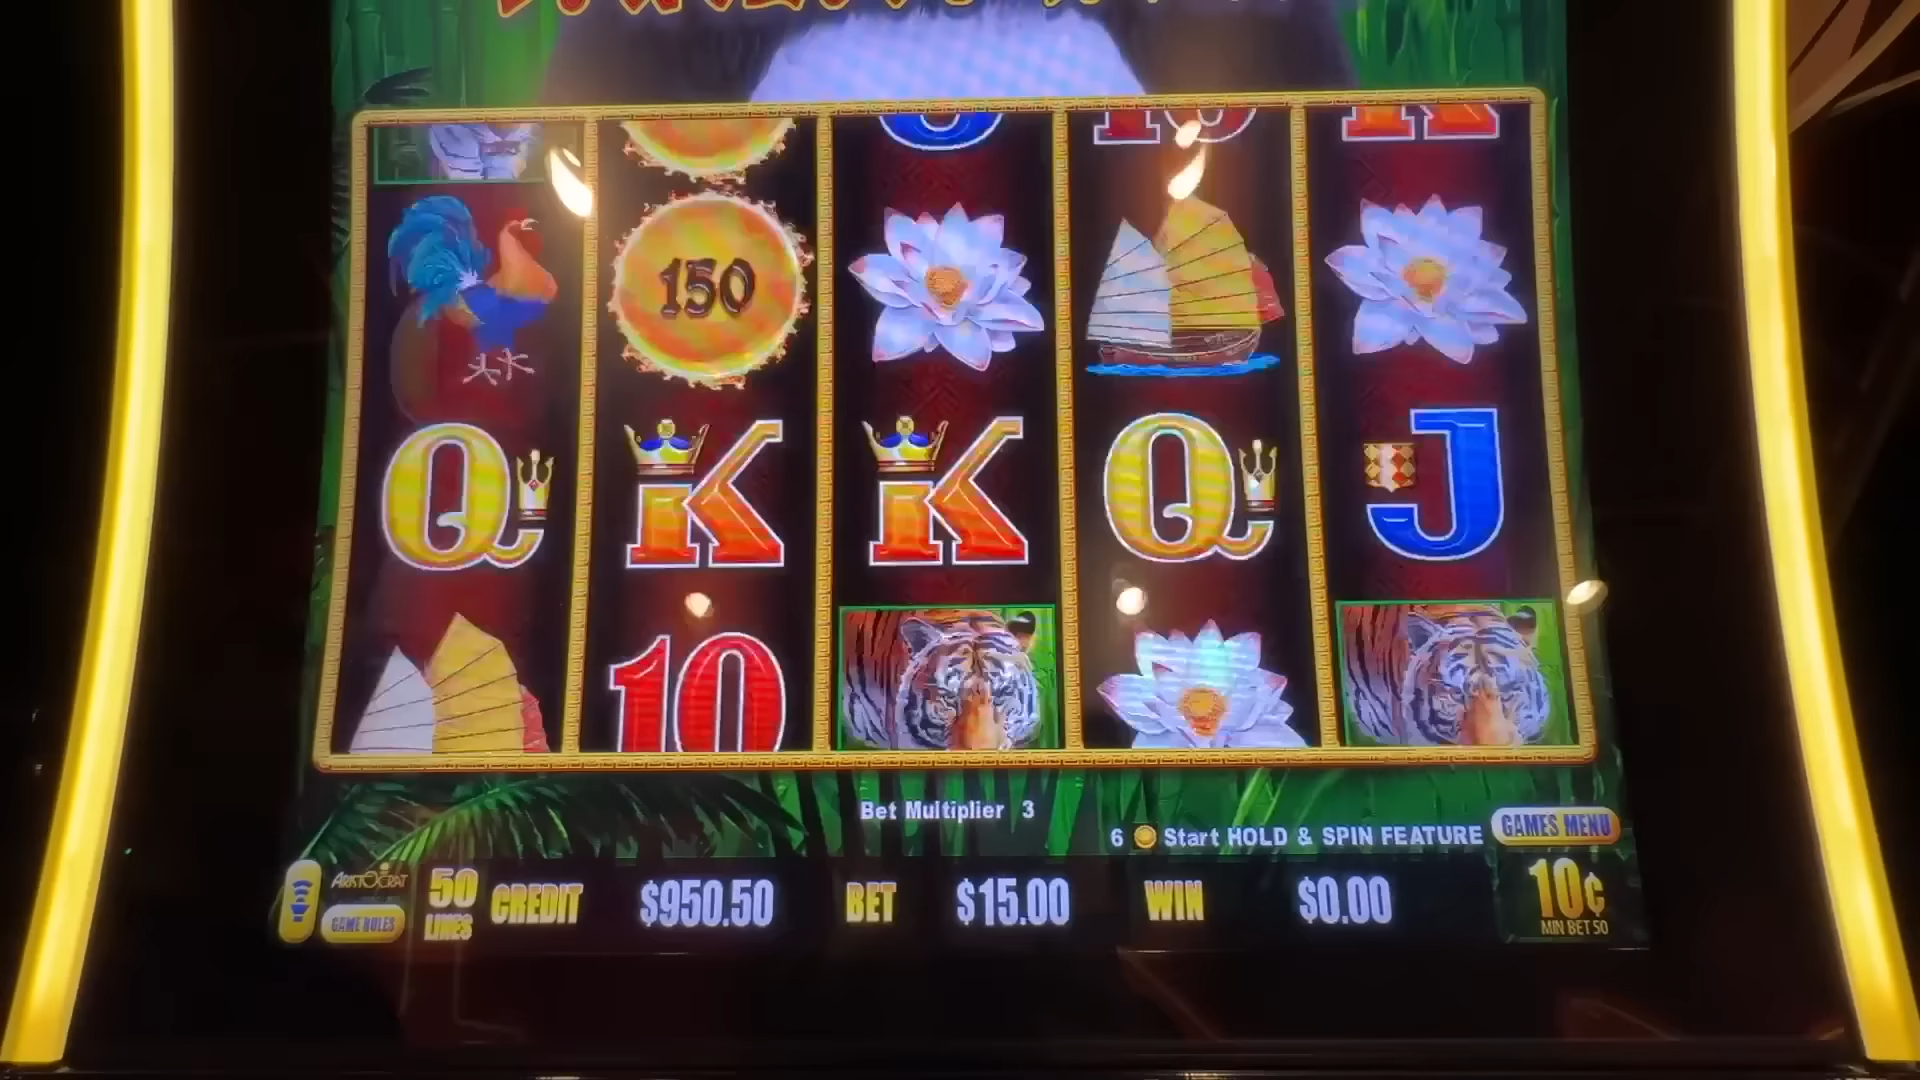 150
Q K K Q J
10
Bet Multiplier 3
6 Start HOLD & SPIN FEATURE
GAMES MENU
ARISTOCRAT
GAME RULES
50 LINES
CREDIT $950.50
BET $15.00
WIN $0.00
10¢
MIN BET 50